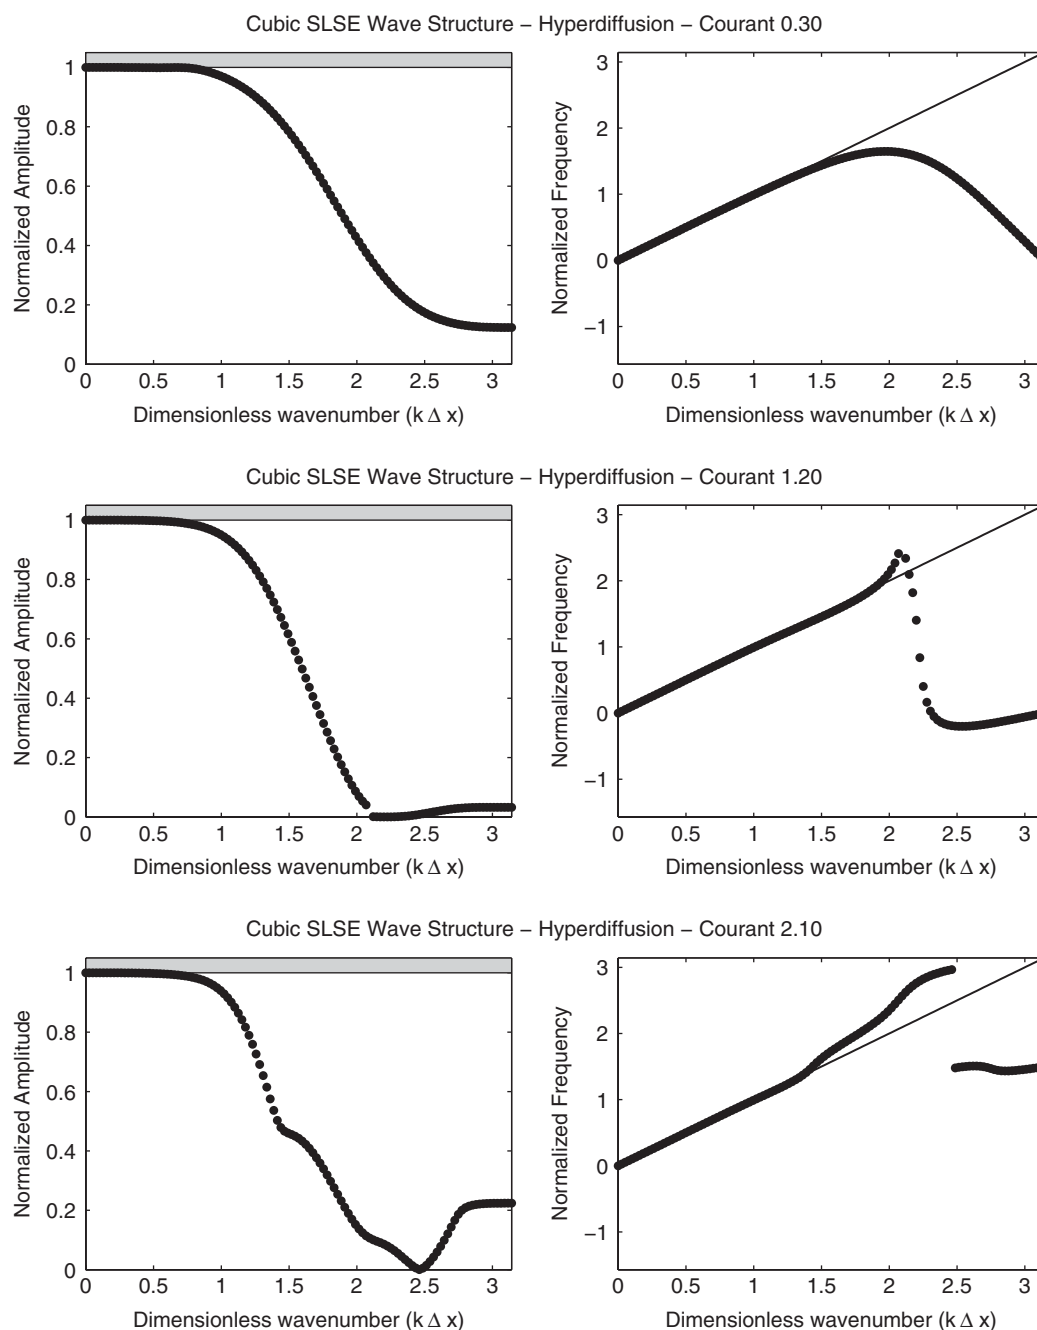 Cubic SLSE Wave Structure − Hyperdiffusion − Courant 0.30
Normalized Amplitude
1
0.8
0.6
0.4
0.2
0
0 0.5 1 1.5 2 2.5 3
Dimensionless wavenumber (k Δ x)
Normalized Frequency
3
2
1
0
−1
0 0.5 1 1.5 2 2.5 3
Dimensionless wavenumber (k Δ x)
Cubic SLSE Wave Structure − Hyperdiffusion − Courant 1.20
Normalized Amplitude
1
0.8
0.6
0.4
0.2
0
0 0.5 1 1.5 2 2.5 3
Dimensionless wavenumber (k Δ x)
Normalized Frequency
3
2
1
0
−1
0 0.5 1 1.5 2 2.5 3
Dimensionless wavenumber (k Δ x)
Cubic SLSE Wave Structure − Hyperdiffusion − Courant 2.10
Normalized Amplitude
1
0.8
0.6
0.4
0.2
0
0 0.5 1 1.5 2 2.5 3
Dimensionless wavenumber (k Δ x)
Normalized Frequency
3
2
1
0
−1
0 0.5 1 1.5 2 2.5 3
Dimensionless wavenumber (k Δ x)